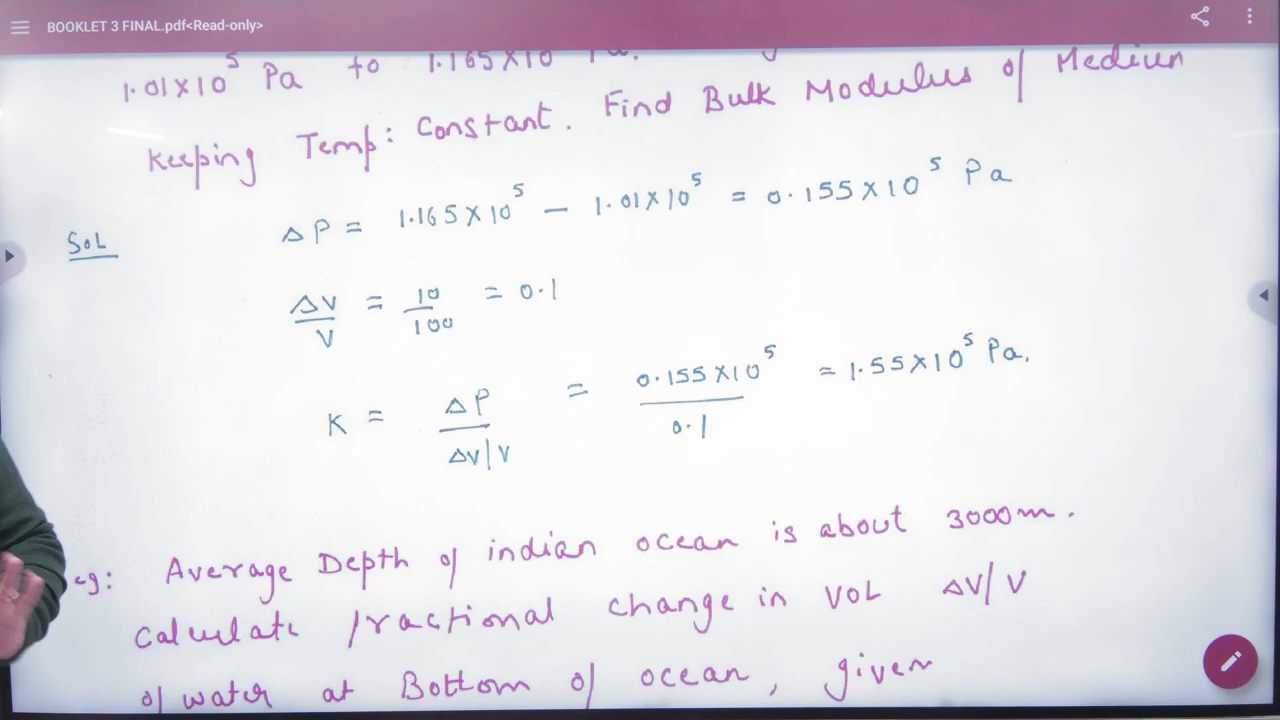 BOOKLET 3 FINAL.pdf<Read-only>
1.01×10⁵ Pa to 1.165×10
Keeping Temp: Constant. Find Bulk Modulus of Medium
SOL ΔP = 1.165×10⁵ − 1.01×10⁵ = 0.155×10⁵ Pa
ΔV/V = 10/100 = 0.1
K = ΔP/(ΔV/V) = 0.155×10⁵/0.1 = 1.55×10⁵ Pa.
eg: Average Depth of indian ocean is about 3000m.
Calculate fractional change in VOL ΔV/V
of water at Bottom of ocean, given